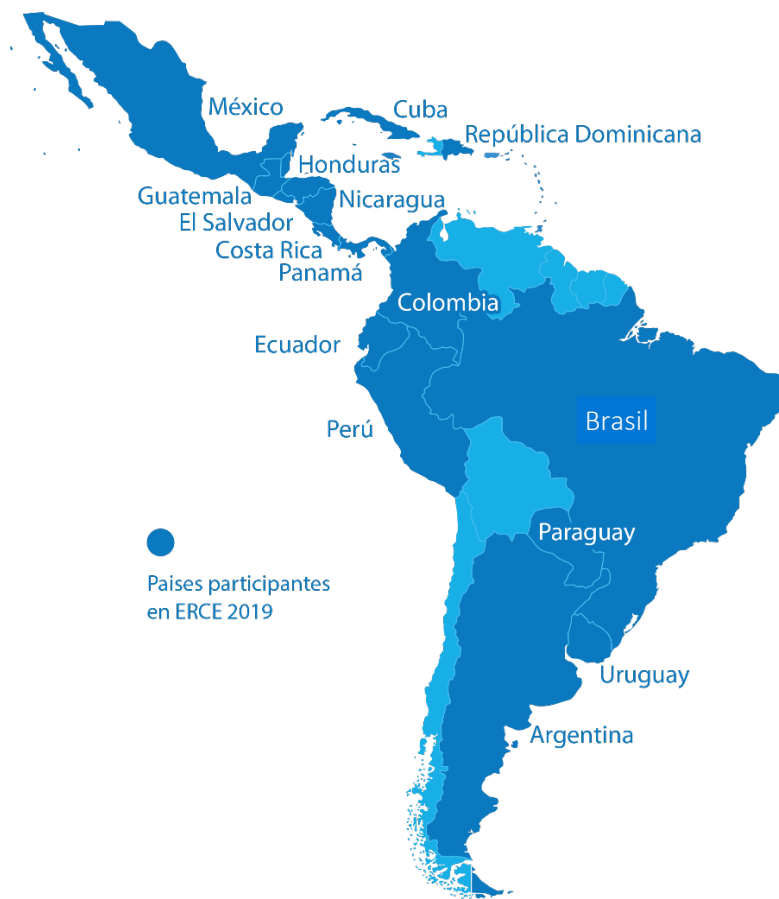 México
Cuba
República Dominicana
Honduras
Guatemala
Nicaragua
El Salvador
Costa Rica
Panamá
Colombia
Ecuador
Brasil
Perú
Paraguay
Paises participantes
en ERCE 2019
Uruguay
Argentina